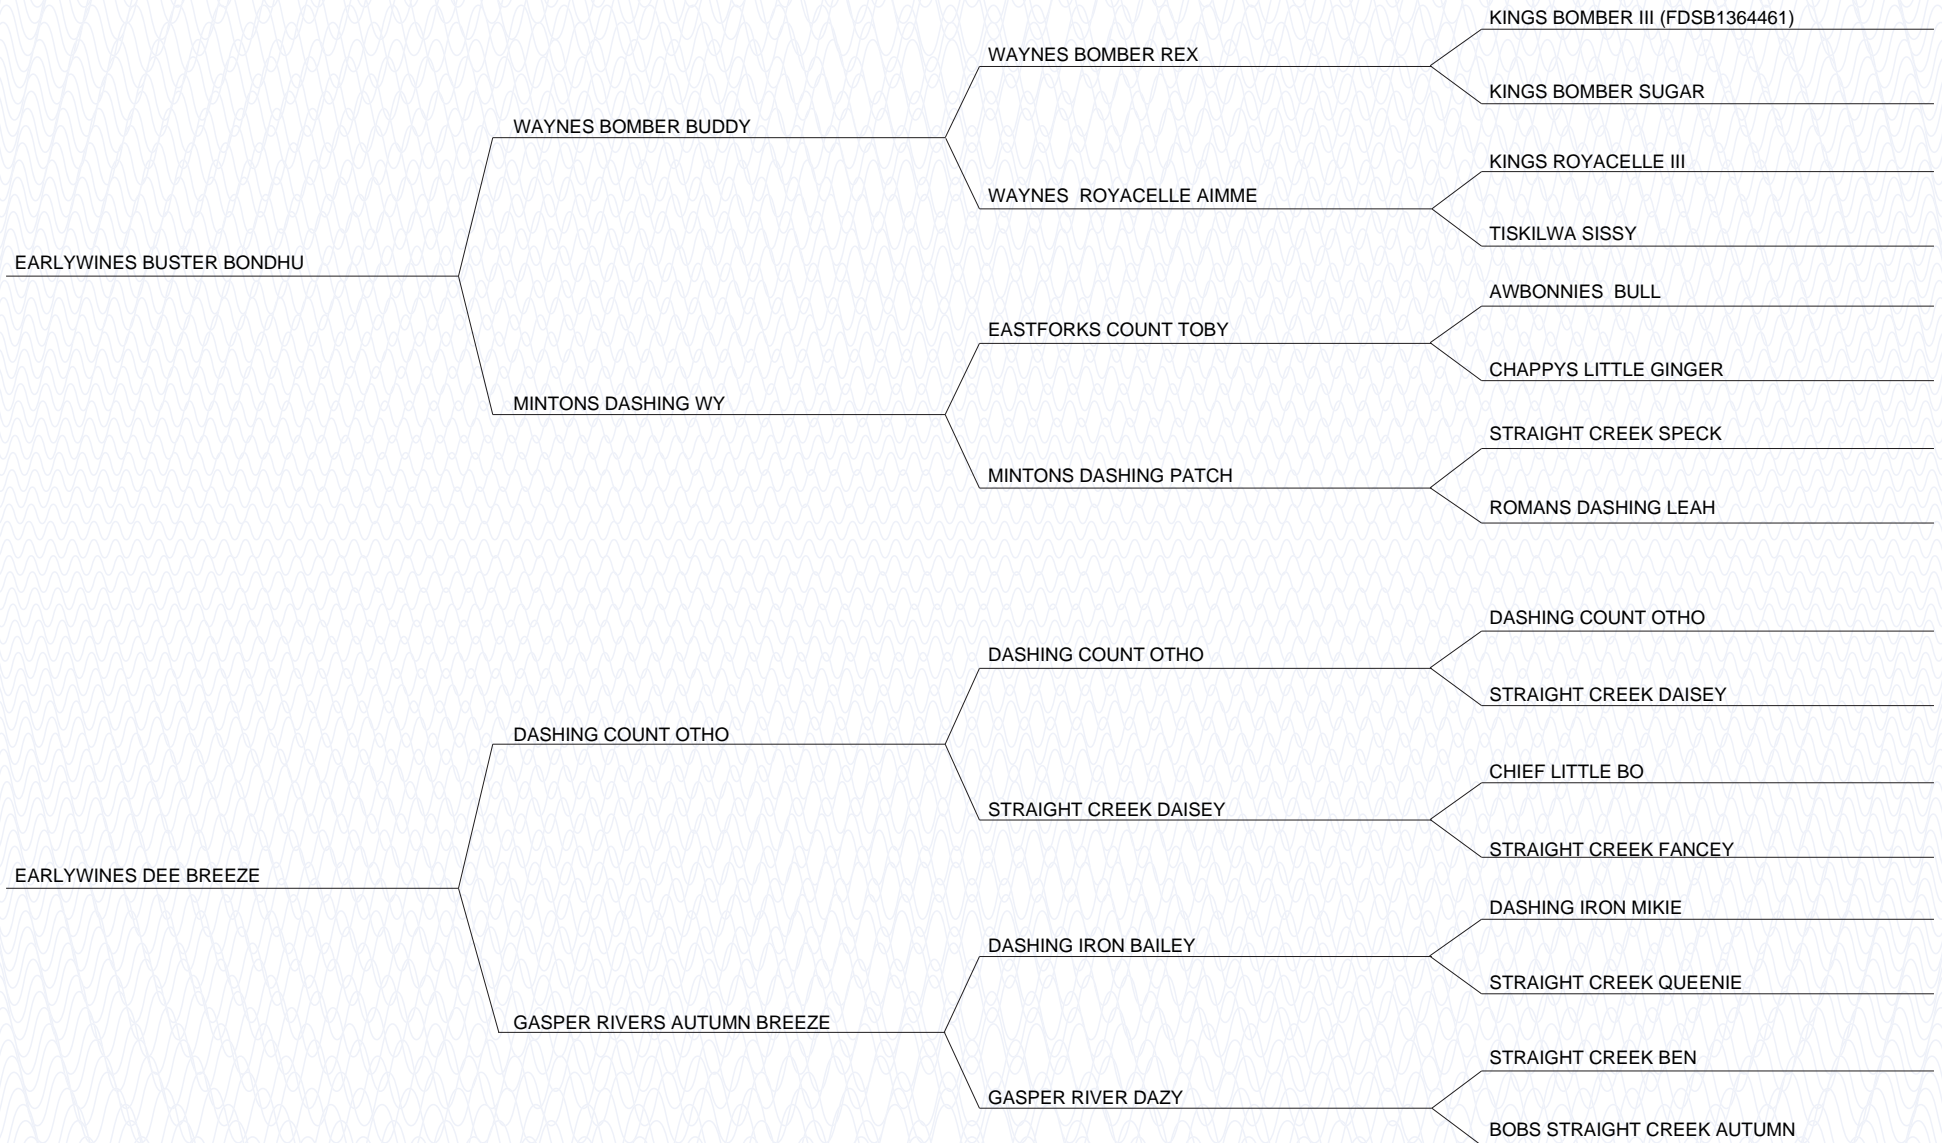 KINGS BOMBER III (FDSB1364461)
WAYNES BOMBER REX
KINGS BOMBER SUGAR
WAYNES BOMBER BUDDY
KINGS ROYACELLE III
WAYNES  ROYACELLE AIMME
TISKILWA SISSY
EARLYWINES BUSTER BONDHU
AWBONNIES  BULL
EASTFORKS COUNT TOBY
CHAPPYS LITTLE GINGER
MINTONS DASHING WY
STRAIGHT CREEK SPECK
MINTONS DASHING PATCH
ROMANS DASHING LEAH
DASHING COUNT OTHO
DASHING COUNT OTHO
STRAIGHT CREEK DAISEY
DASHING COUNT OTHO
CHIEF LITTLE BO
STRAIGHT CREEK DAISEY
STRAIGHT CREEK FANCEY
EARLYWINES DEE BREEZE
DASHING IRON MIKIE
DASHING IRON BAILEY
STRAIGHT CREEK QUEENIE
GASPER RIVERS AUTUMN BREEZE
STRAIGHT CREEK BEN
GASPER RIVER DAZY
BOBS STRAIGHT CREEK AUTUMN